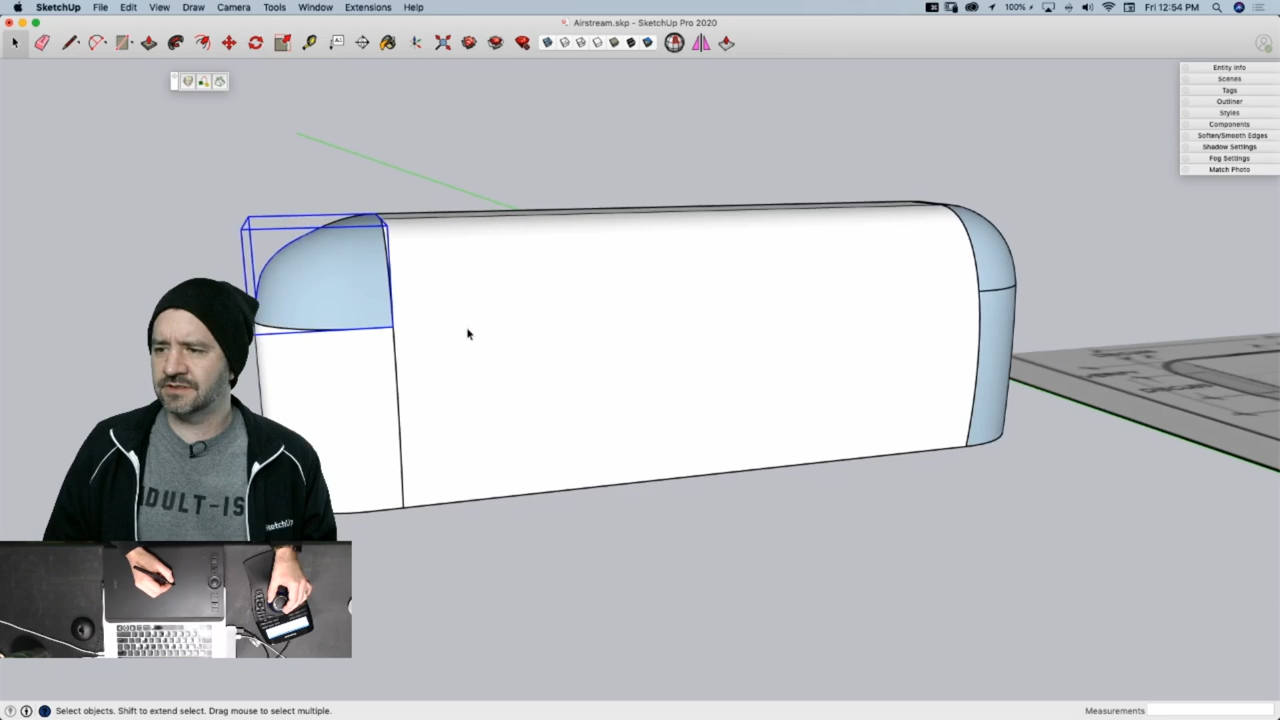 SketchUp File Edit View Draw Camera Tools Window Extensions Help 100% Fri 12:54 PM
Airstream.skp - SketchUp Pro 2020
Entity Info
Scenes
Tags
Outliner
Styles
Components
Soften/Smooth Edges
Shadow Settings
Fog Settings
Match Photo
DULT-IS
SketchUp
Select objects. Shift to extend select. Drag mouse to select multiple.
Measurements